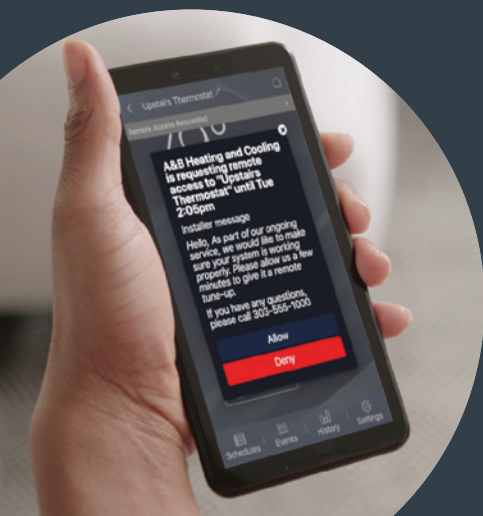 Upstairs Thermostat
Remote Access Requested
A&B Heating and Cooling
is requesting remote
access to "Upstairs
Thermostat" until Tue
2:05pm
Installer message
Hello, As part of our ongoing
service, we would like to make
sure your system is working
properly. Please allow us a few
minutes to give it a remote
tune-up.
If you have any questions,
please call 303-555-1000
Allow
Deny
Schedules Events History Settings